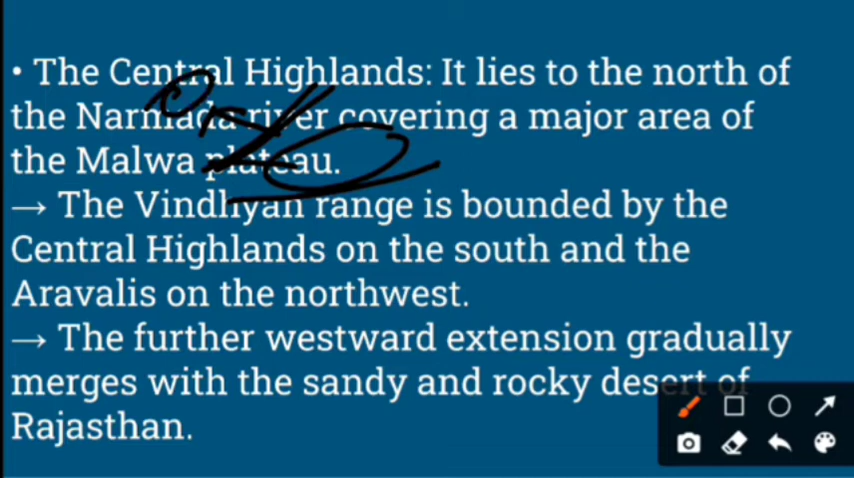 • The Central Highlands: It lies to the north of
the Narmada river covering a major area of
the Malwa plateau.
→ The Vindhyan range is bounded by the
Central Highlands on the south and the
Aravalis on the northwest.
→ The further westward extension gradually
merges with the sandy and rocky desert of
Rajasthan.